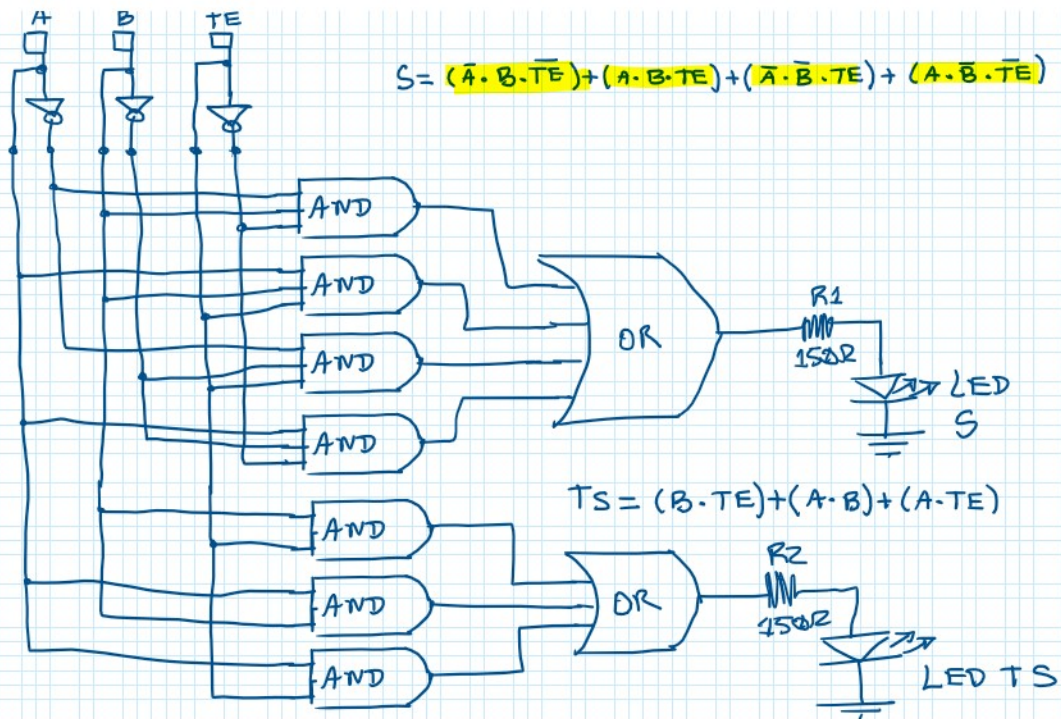 A B TE
S = (A̅ . B . T̅E̅) + (A . B . TE) + (A̅ . B̅ . TE) + (A . B̅ . T̅E̅)
AND
AND
R1
OR
150Ω
AND
LED
S
AND
TS = (B . TE) + (A . B) + (A . TE)
AND
R2
AND
OR
150Ω
AND
LED TS